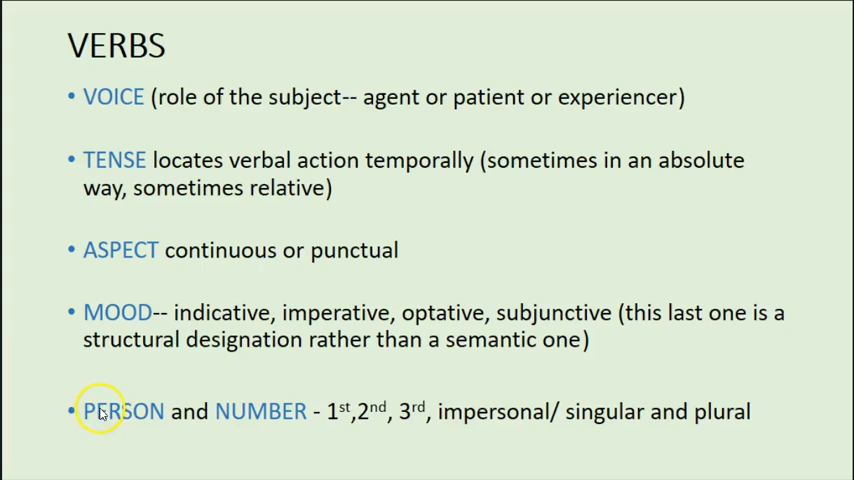 VERBS
• VOICE (role of the subject-- agent or patient or experiencer)
• TENSE locates verbal action temporally (sometimes in an absolute
way, sometimes relative)
• ASPECT continuous or punctual
• MOOD-- indicative, imperative, optative, subjunctive (this last one is a
structural designation rather than a semantic one)
• PERSON and NUMBER - 1st,2nd, 3rd, impersonal/ singular and plural